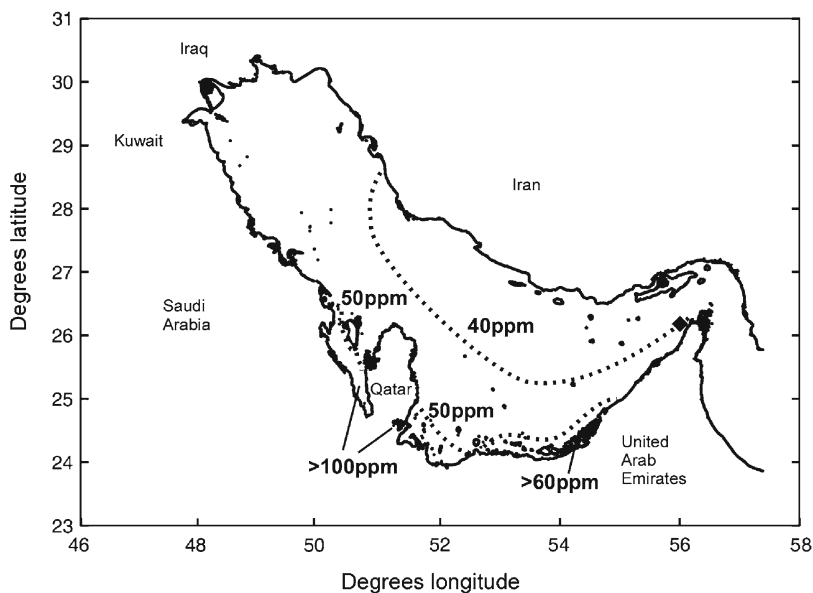 31
30
29
28
27
26
25
24
23
Degrees latitude
Iraq
Kuwait
Iran
Saudi
Arabia
50ppm
40ppm
Qatar
50ppm
>100ppm
>60ppm
United
Arab
Emirates
46
48
50
52
54
56
58
Degrees longitude